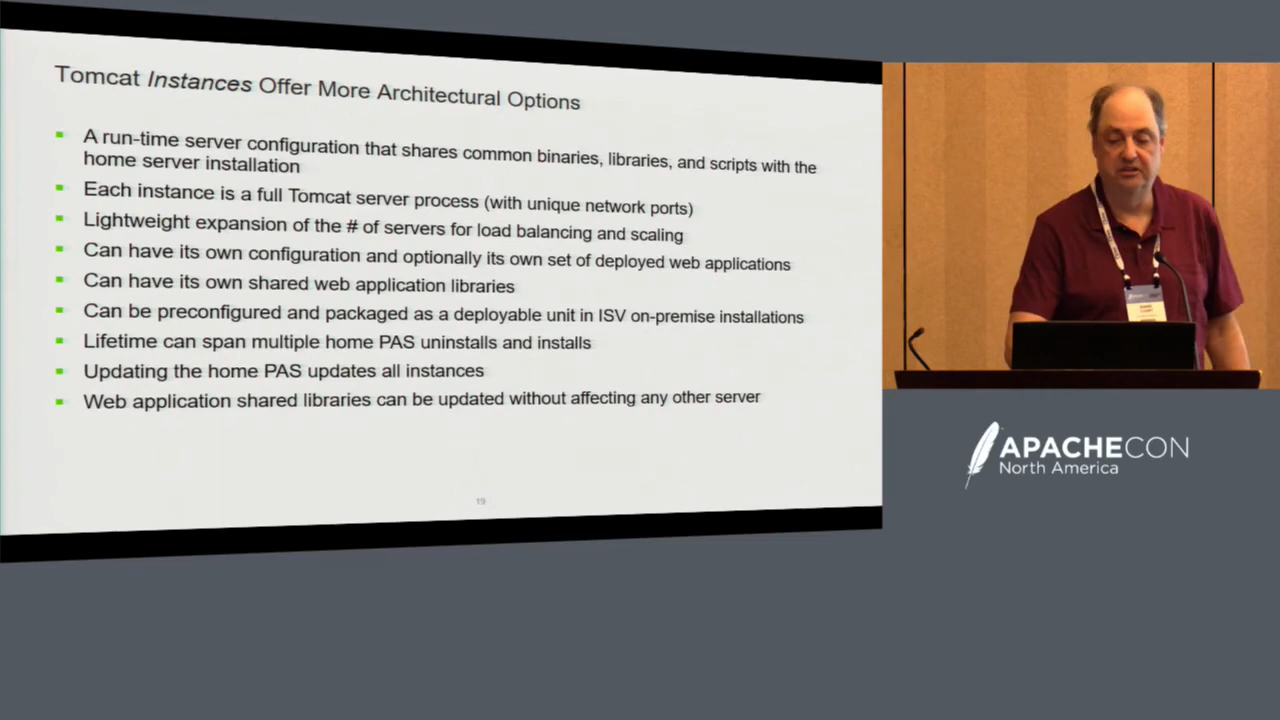 Tomcat Instances Offer More Architectural Options
A run-time server configuration that shares common binaries, libraries, and scripts with the
home server installation
Each instance is a full Tomcat server process (with unique network ports)
Lightweight expansion of the # of servers for load balancing and scaling
Can have its own configuration and optionally its own set of deployed web applications
Can have its own shared web application libraries
Can be preconfigured and packaged as a deployable unit in ISV on-premise installations
Lifetime can span multiple home PAS uninstalls and installs
Updating the home PAS updates all instances
Web application shared libraries can be updated without affecting any other server
19
APACHECON
North America